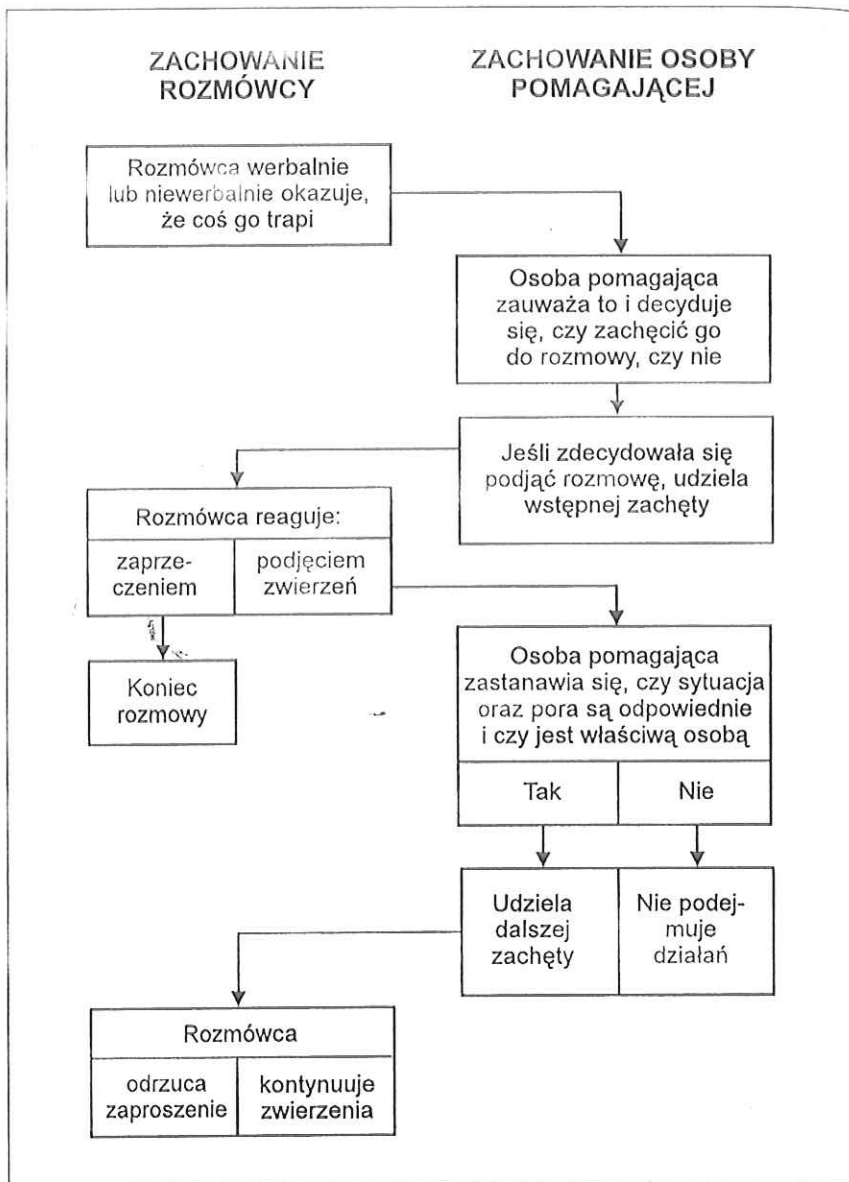 ZACHOWANIE
ROZMÓWCY
ZACHOWANIE OSOBY
POMAGAJĄCEJ
Rozmówca werbalnie
lub niewerbalnie okazuje,
że coś go trapi
Osoba pomagająca
zauważa to i decyduje
się, czy zachęcić go
do rozmowy, czy nie
Jeśli zdecydowała się
podjąć rozmowę, udziela
wstępnej zachęty
Rozmówca reaguje:
zaprze-
czeniem
podjęciem
zwierzeń
Koniec
rozmowy
Osoba pomagająca
zastanawia się, czy sytuacja
oraz pora są odpowiednie
i czy jest właściwą osobą
Tak
Nie
Udziela
dalszej
zachęty
Nie podej-
muje
działań
Rozmówca
odrzuca
zaproszenie
kontynuuje
zwierzenia